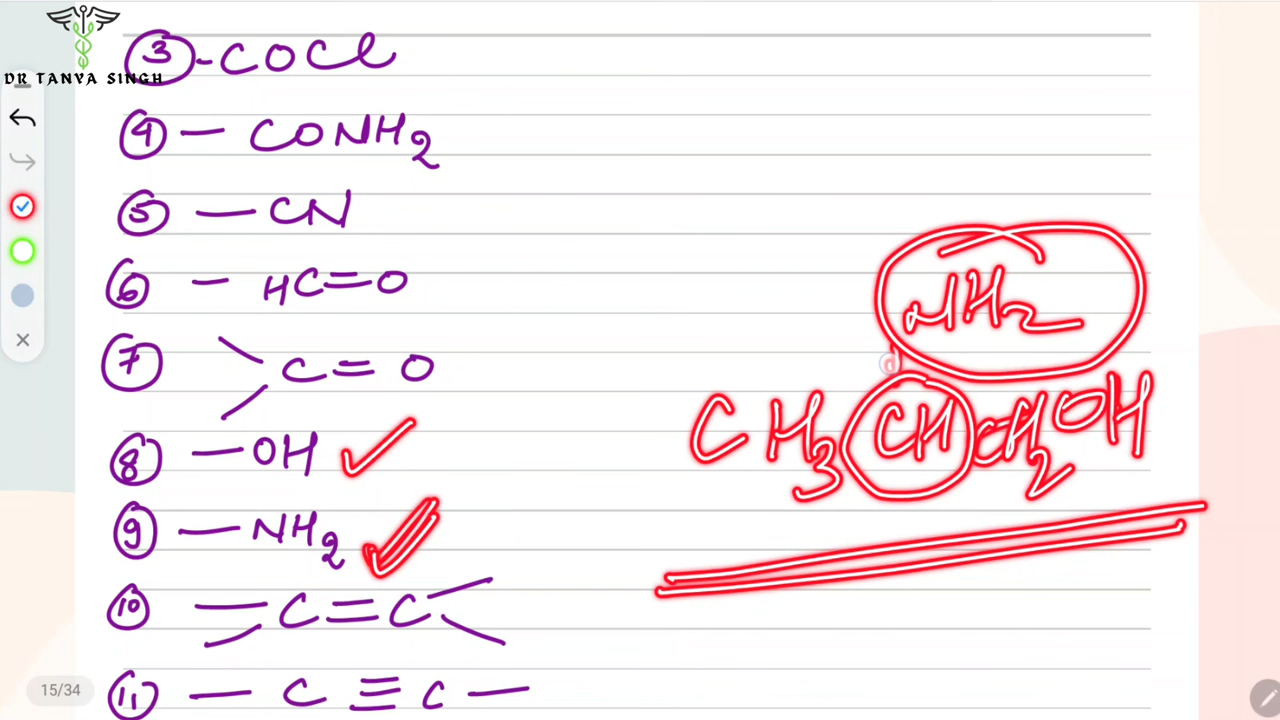 ③ -COCl
DR TANYA SINGH
④ — CONH2
⑤ — CN
⑥ — HC=O
⑦ >C=O
⑧ — OH ✓
⑨ — NH2 ✓
⑩ — C=C<
⑪ — C≡C —
NH2
CH3CHCH2OH
15/34